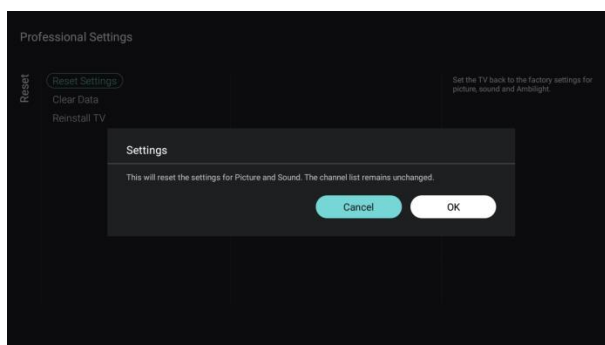 Professional Settings
Reset
Reset Settings
Clear Data
Reinstall TV
Set the TV back to the factory settings for
picture, sound and Ambilight.
Settings
This will reset the settings for Picture and Sound. The channel list remains unchanged.
Cancel
OK